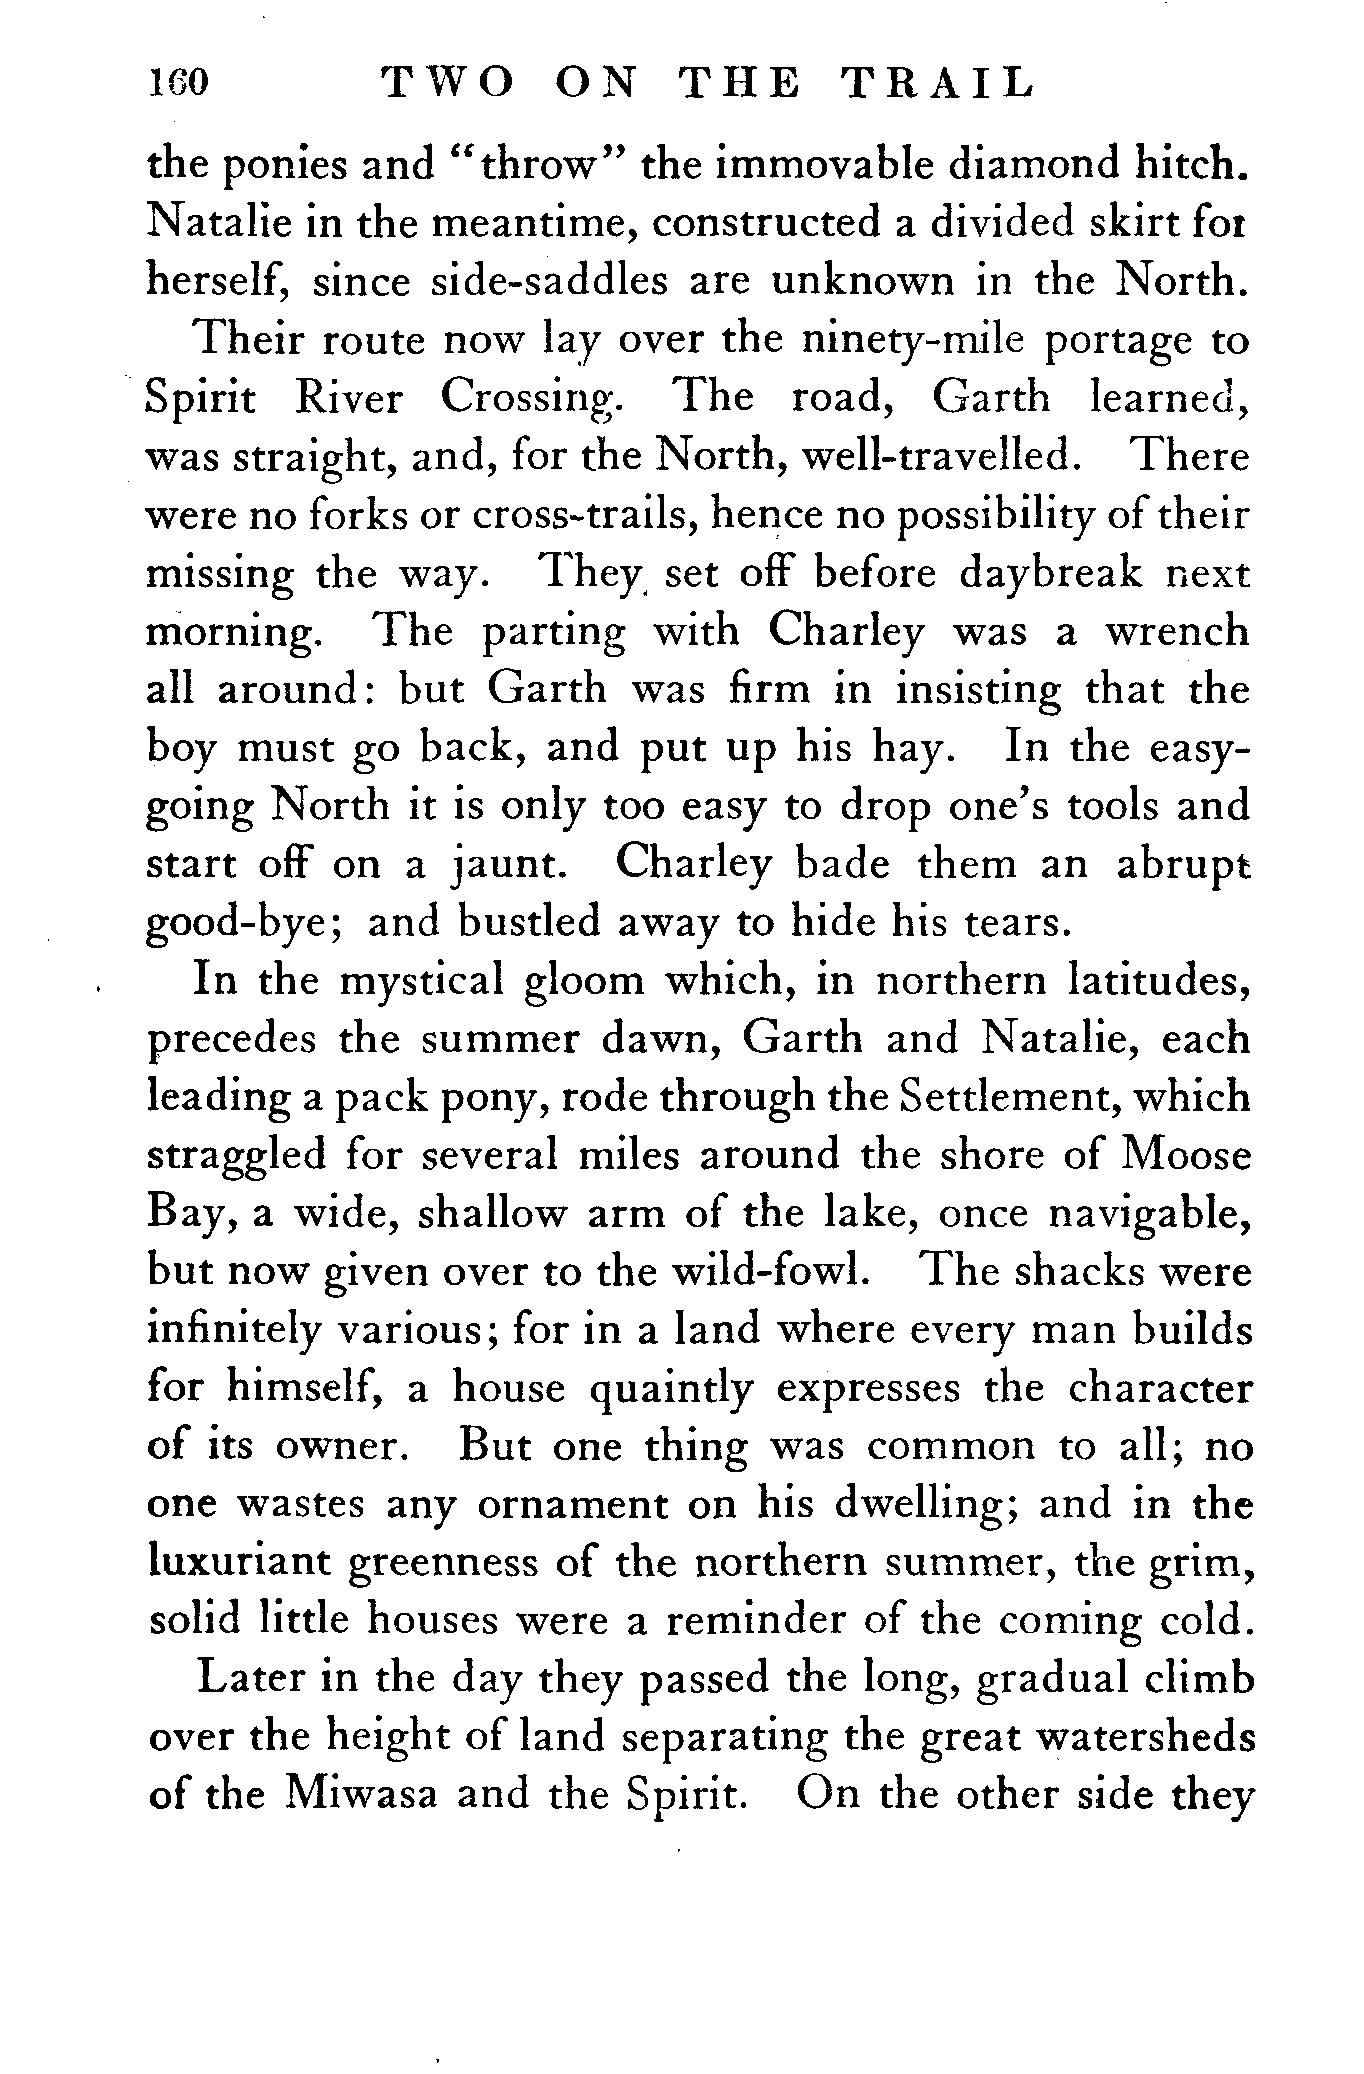 160 TWO ON THE TRAIL
the ponies and "throw" the immovable diamond hitch.
Natalie in the meantime, constructed a divided skirt for
herself, since side-saddles are unknown in the North.
Their route now lay over the ninety-mile portage to
Spirit River Crossing. The road, Garth learned,
was straight, and, for the North, well-travelled. There
were no forks or cross-trails, hence no possibility of their
missing the way. They set off before daybreak next
morning. The parting with Charley was a wrench
all around: but Garth was firm in insisting that the
boy must go back, and put up his hay. In the easy-
going North it is only too easy to drop one's tools and
start off on a jaunt. Charley bade them an abrupt
good-bye; and bustled away to hide his tears.
In the mystical gloom which, in northern latitudes,
precedes the summer dawn, Garth and Natalie, each
leading a pack pony, rode through the Settlement, which
straggled for several miles around the shore of Moose
Bay, a wide, shallow arm of the lake, once navigable,
but now given over to the wild-fowl. The shacks were
infinitely various; for in a land where every man builds
for himself, a house quaintly expresses the character
of its owner. But one thing was common to all; no
one wastes any ornament on his dwelling; and in the
luxuriant greenness of the northern summer, the grim,
solid little houses were a reminder of the coming cold.
Later in the day they passed the long, gradual climb
over the height of land separating the great watersheds
of the Miwasa and the Spirit. On the other side they